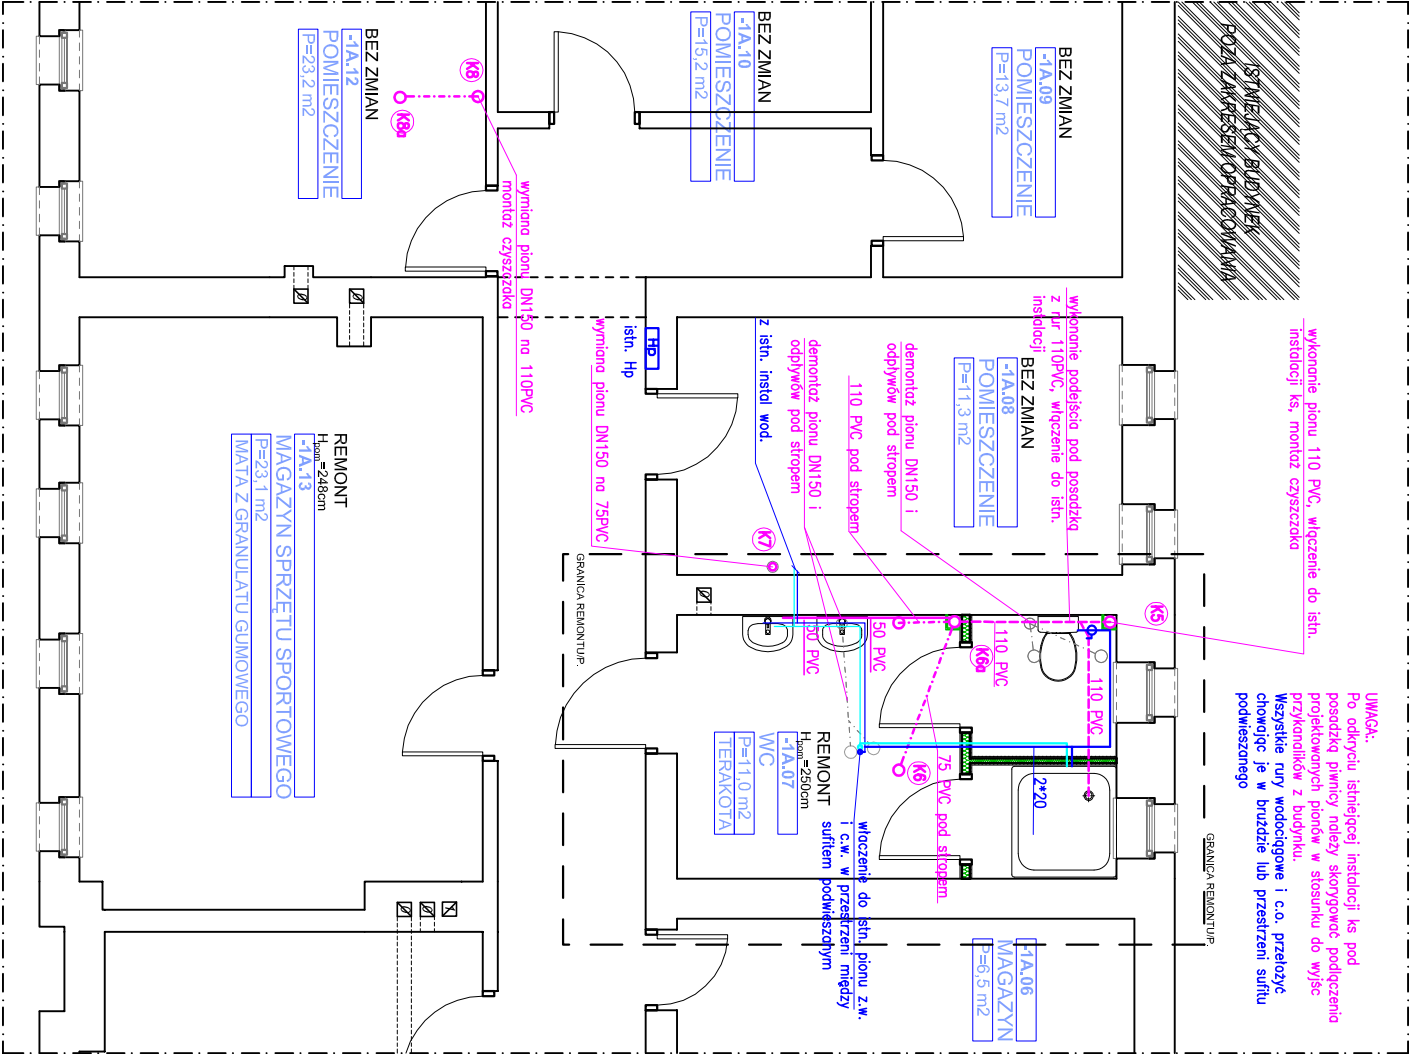 ISTNIEJĄCY BUDYNEK
POZA ZAKRESEM OPRACOWANIA
wykonanie pionu 110 PVC, włączenie do istn.
instalacji ks, montaż czyszczaka
UWAGA:.
Po odkryciu istniejącej instalacji ks pod
posadzką piwnicy należy skorygować podłączenia
projektowanych pionów w stosunku do wyjśc
przykanalików z budynku.
Wszystkie rury wodociągowe i c.o. przełożyć
chowając je w bruździe lub przestrzeni sufitu
podwieszanego
GRANICA REMONTU/P.
BEZ ZMIAN
-1A.09
POMIESZCZENIE
P=13,7 m2
BEZ ZMIAN
-1A.10
POMIESZCZENIE
P=15,2 m2
BEZ ZMIAN
-1A.12
POMIESZCZENIE
P=23,2 m2
K8
K8a
wymiana pionu DN150 na 110PVC
montaż czyszczaka
wykonanie podejścia pod posadzką
z rur 110PVC, włączenie do istn.
instalacji
BEZ ZMIAN
-1A.08
POMIESZCZENIE
P=11,3 m2
demontaż pionu DN150 i
odpływów pod stropem
110 PVC pod stropem
demontaż pionu DN150 i
odpływów pod stropem
z istn. instal wod.
Hp
istn. Hp
wymiana pionu DN150 na 75PVC
K7
K5
K6a
K6
110 PVC
110 PVC
50 PVC
50 PVC
75 PVC pod stropem
2*20
GRANICA REMONTU/P.
REMONT
Hpom=250cm
-1A.07
WC
P=11,0 m2
TERAKOTA
włączenie do istn. pionu z.w.
i c.w. w przestrzeni między
sufitem podwieszanym
-1A.06
MAGAZYN
P=6,5 m2
REMONT
Hpom=248cm
-1A.13
MAGAZYN SPRZĘTU SPORTOWEGO
P=23,1 m2
MATA Z GRANULATU GUMOWEGO